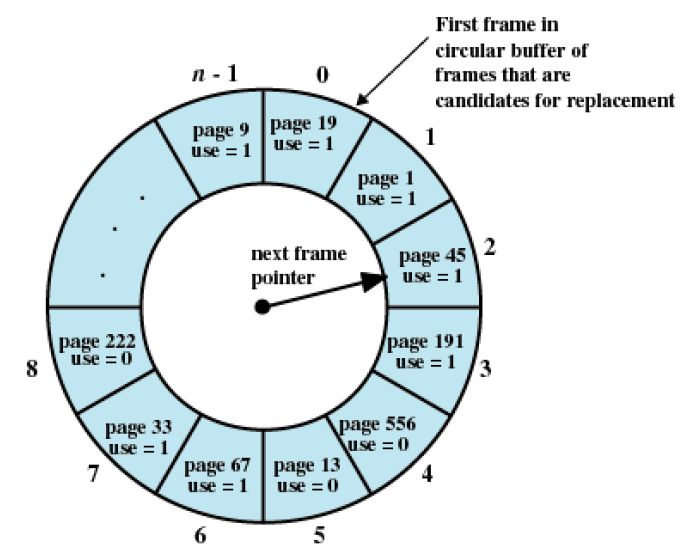 First frame in
circular buffer of
frames that are
candidates for replacement
n - 1
0
page 9
use = 1
page 19
use = 1
1
page 1
use = 1
2
page 45
use = 1
next frame
pointer
3
page 191
use = 1
4
page 556
use = 0
5
page 13
use = 0
6
page 67
use = 1
7
page 33
use = 1
8
page 222
use = 0